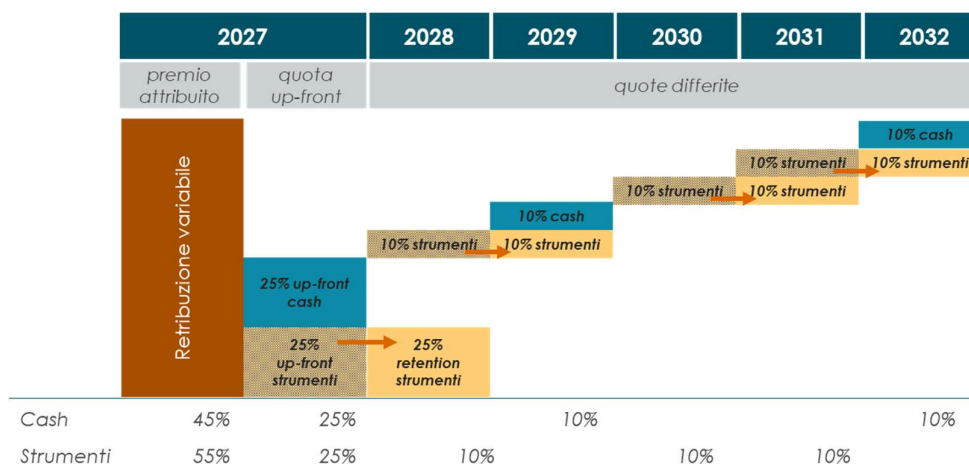 2027 2028 2029 2030 2031 2032
premio attribuito
quota up-front
quote differite
Retribuzione variabile
10% cash
10% strumenti 10% strumenti
10% strumenti 10% strumenti
10% cash
10% strumenti 10% strumenti
25% up-front
cash
25%
up-front
strumenti
25%
retention
strumenti
Cash 45% 25% 10% 10%
Strumenti 55% 25% 10% 10% 10%